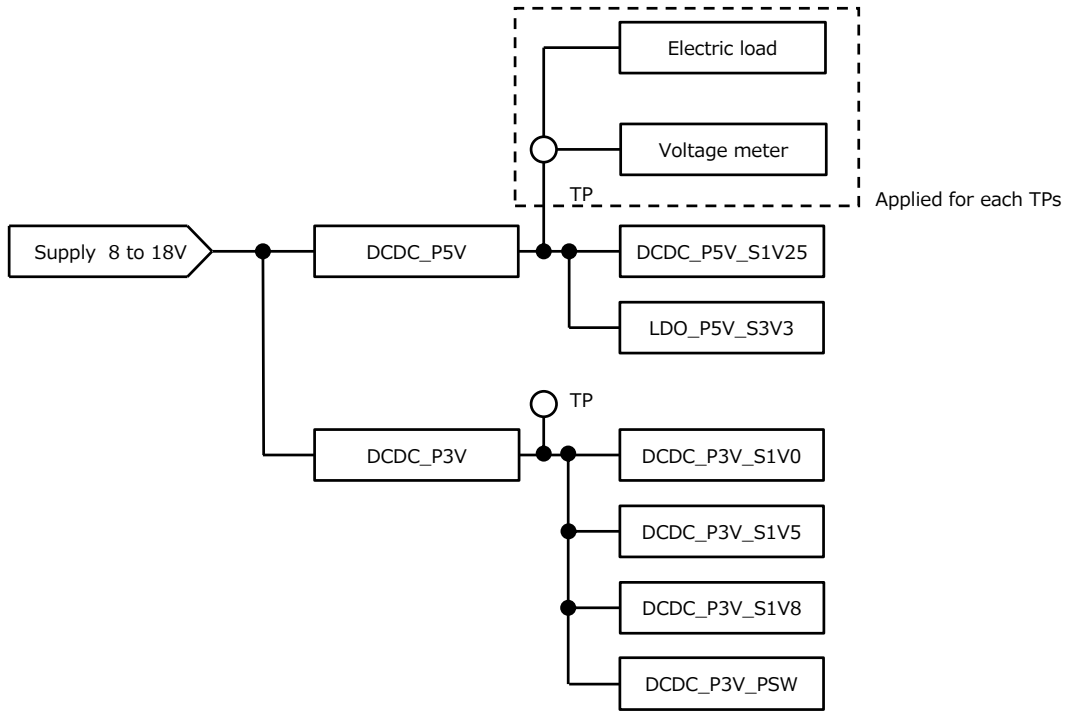 Electric load
Voltage meter
TP
Applied for each TPs
Supply 8 to 18V
DCDC_P5V
DCDC_P5V_S1V25
LDO_P5V_S3V3
TP
DCDC_P3V
DCDC_P3V_S1V0
DCDC_P3V_S1V5
DCDC_P3V_S1V8
DCDC_P3V_PSW